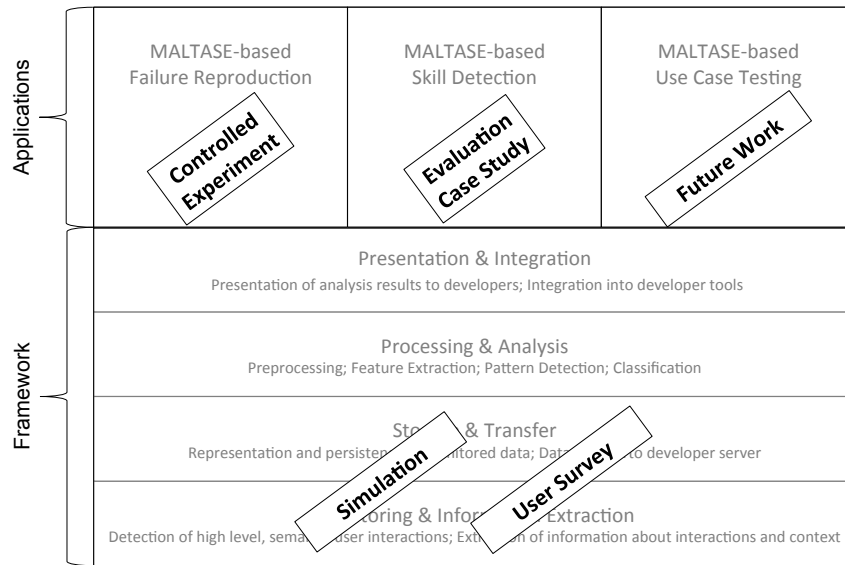 Applications
MALTASE-based
Failure Reproduction
Controlled
Experiment
MALTASE-based
Skill Detection
Evaluation
Case Study
MALTASE-based
Use Case Testing
Future Work
Framework
Presentation & Integration
Presentation of analysis results to developers; Integration into developer tools
Processing & Analysis
Preprocessing; Feature Extraction; Pattern Detection; Classification
& Transfer
Representation and to developer server
Simulation
User Survey
& Extraction
Detection of high level, user interactions; of information about interactions and context